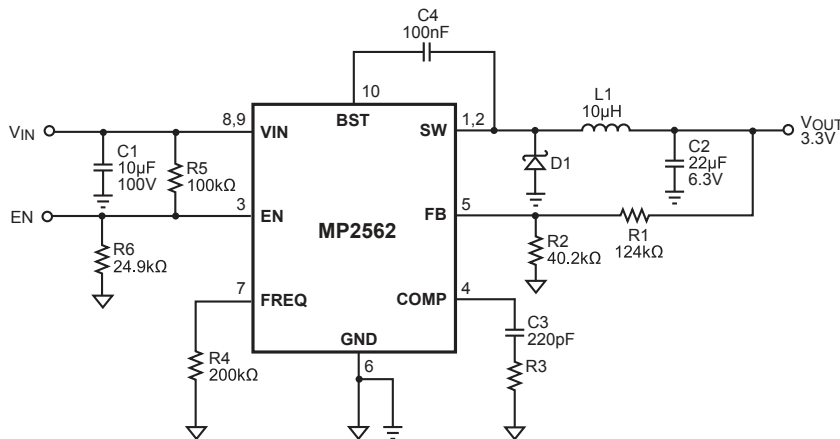 C4
100nF
10
8,9
VIN
BST
SW
1,2
L1
10µH
VOUT
3.3V
VIN
C1
10µF
100V
R5
100kΩ
D1
C2
22µF
6.3V
EN
3
EN
MP2562
FB
5
R6
24.9kΩ
R2
40.2kΩ
R1
124kΩ
7
FREQ
COMP
4
C3
220pF
GND
6
R4
200kΩ
R3